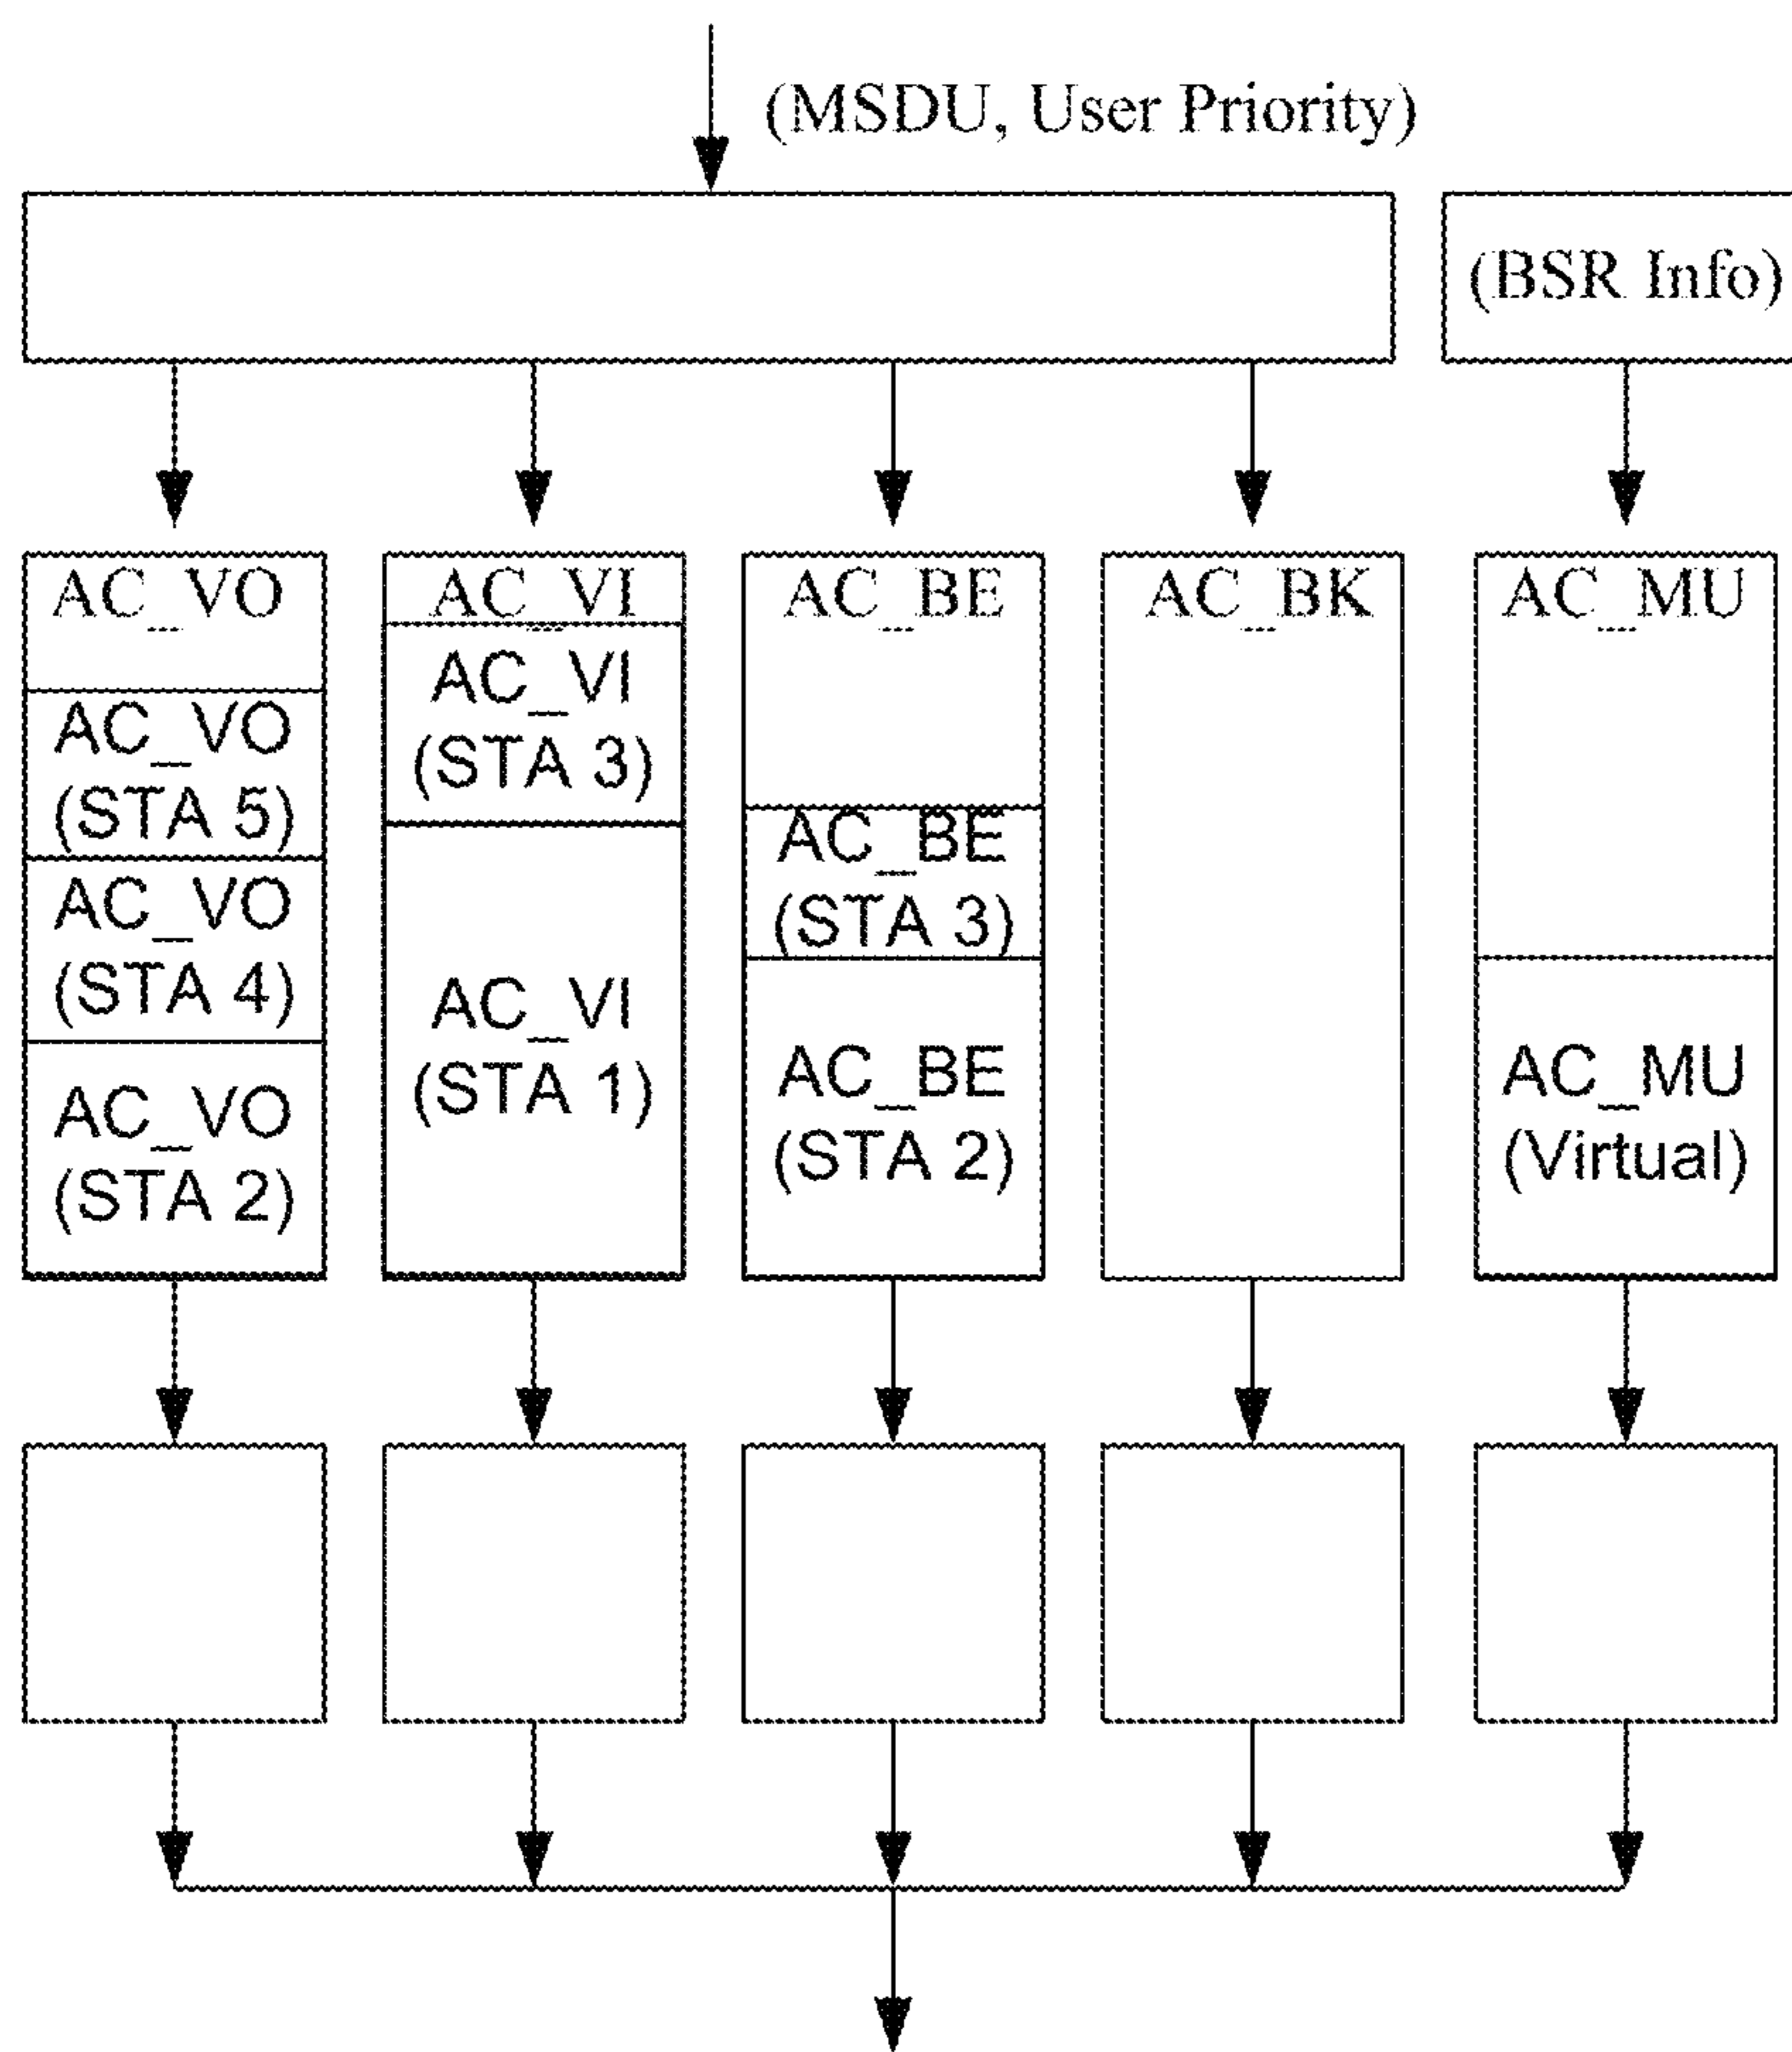 (MSDU, User Priority)
(BSR Info)
AC_VO
AC_VI
AC_BE
AC_BK
AC_MU
AC_VO
(STA 5)
AC_VO
(STA 4)
AC_VO
(STA 2)
AC_VI
(STA 3)
AC_VI
(STA 1)
AC_BE
(STA 3)
AC_BE
(STA 2)
AC_MU
(Virtual)